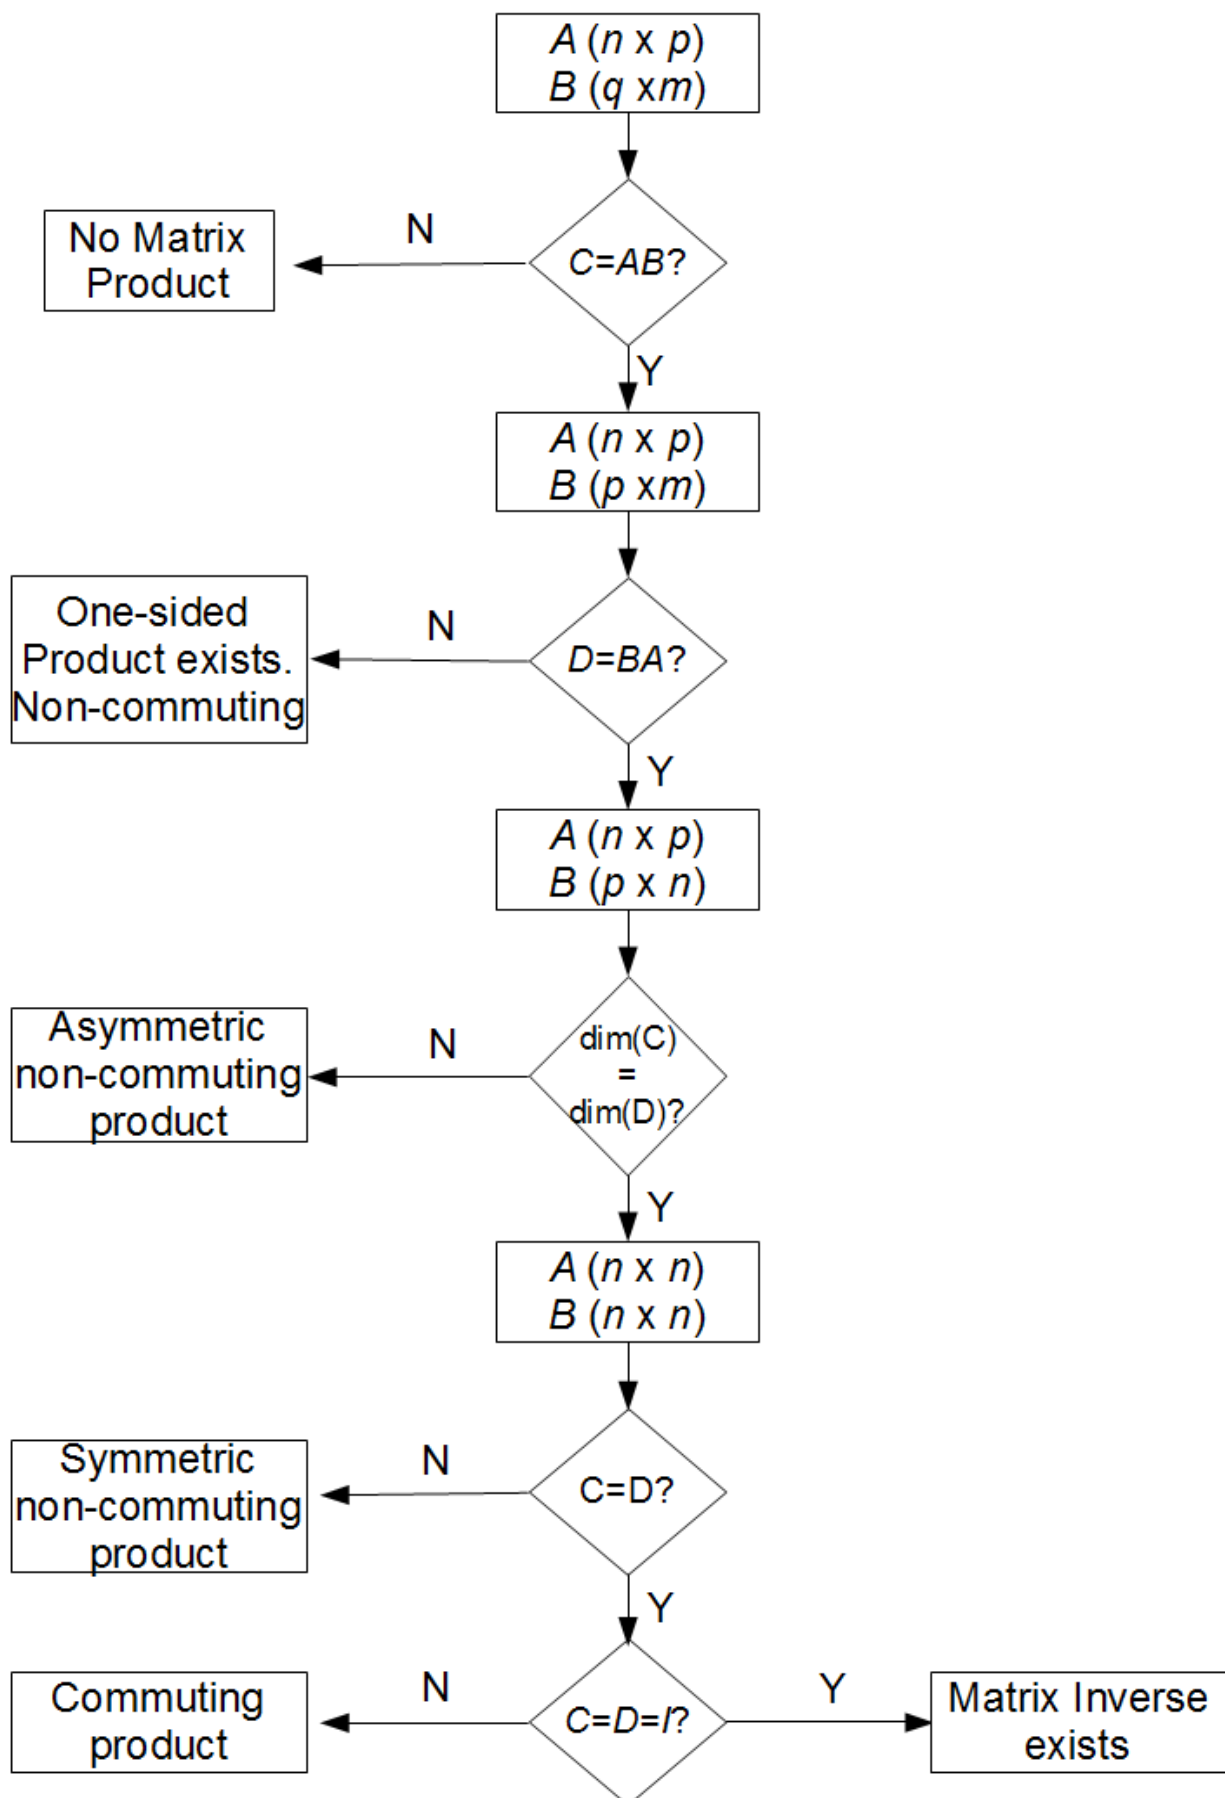 A (n x p)
B (q xm)
N
No Matrix
Product
C=AB?
Y
A (n x p)
B (p xm)
One-sided
Product exists.
Non-commuting
N
D=BA?
Y
A (n x p)
B (p x n)
Asymmetric
non-commuting
product
N
dim(C)
=
dim(D)?
Y
A (n x n)
B (n x n)
Symmetric
non-commuting
product
N
C=D?
Y
Commuting
product
N
C=D=I?
Y
Matrix Inverse
exists